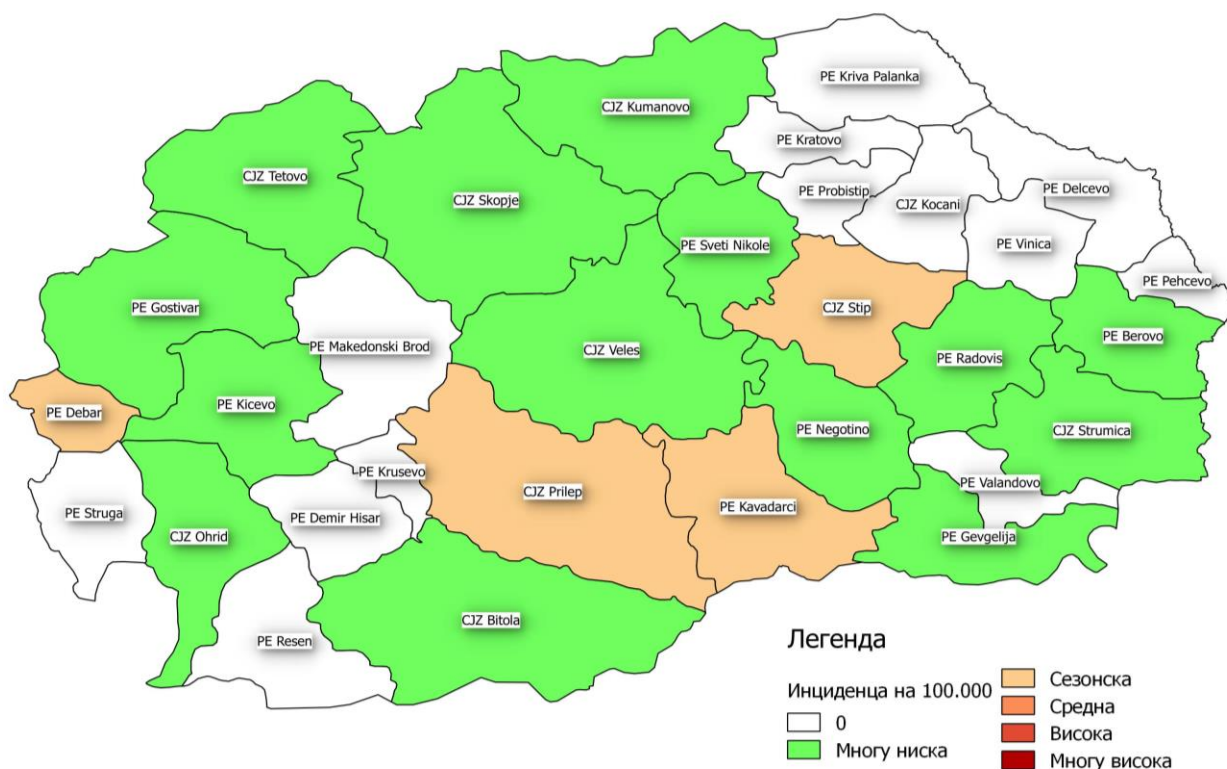 PE Kriva Palanka
CJZ Kumanovo
PE Kratovo
CJZ Tetovo
PE Probistip
PE Delcevo
CJZ Skopje
CJZ Kocani
PE Sveti Nikole
PE Vinica
PE Pehcevo
PE Gostivar
CJZ Stip
PE Berovo
PE Makedonski Brod
CJZ Veles
PE Radovis
PE Debar
PE Kicevo
PE Negotino
CJZ Strumica
PE Krusevo
PE Valandovo
CJZ Prilep
PE Kavadarci
PE Struga
PE Demir Hisar
CJZ Ohrid
PE Gevgelija
CJZ Bitola
PE Resen
Легенда
Инциденца на 100.000
0
Многу ниска
Сезонска
Средна
Висока
Многу висока